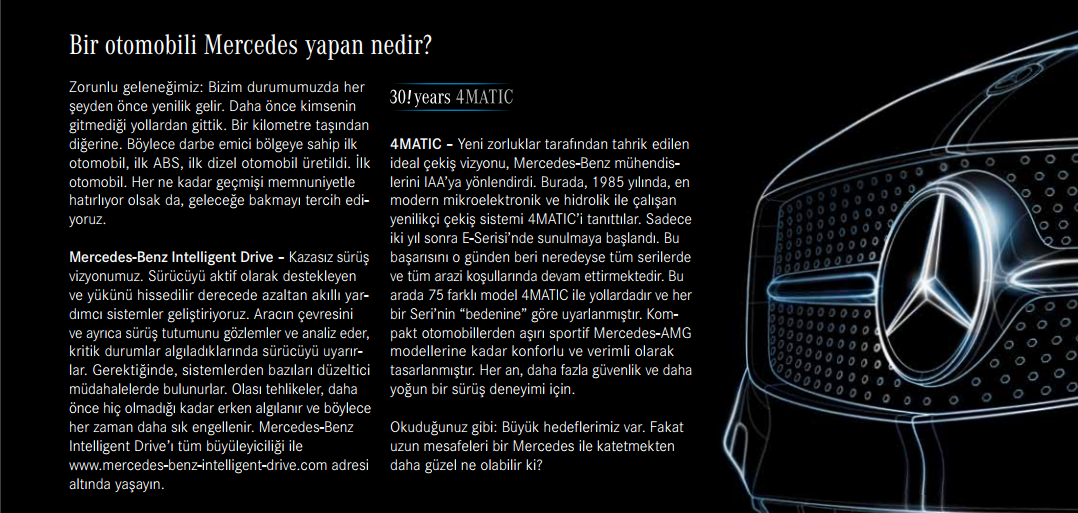 Bir otomobili Mercedes yapan nedir?
Zorunlu geleneğimiz: Bizim durumumuzda her
şeyden önce yenilik gelir. Daha önce kimsenin
gitmediği yollardan gittik. Bir kilometre taşından
diğerine. Böylece darbe emici bölgeye sahip ilk
otomobil, ilk ABS, ilk dizel otomobil üretildi. İlk
otomobil. Her ne kadar geçmişi memnuniyetle
hatırlıyor olsak da, geleceğe bakmayı tercih edi-
yoruz.
Mercedes-Benz Intelligent Drive – Kazasız sürüş
vizyonumuz. Sürücüyü aktif olarak destekleyen
ve yükünü hissedilir derecede azaltan akıllı yar-
dımcı sistemler geliştiriyoruz. Aracın çevresini
ve ayrıca sürüş tutumunu gözlemler ve analiz eder,
kritik durumlar algıladıklarında sürücüyü uyarır-
lar. Gerektiğinde, sistemlerden bazıları düzeltici
müdahalelerde bulunurlar. Olası tehlikeler, daha
önce hiç olmadığı kadar erken algılanır ve böylece
her zaman daha sık engellenir. Mercedes-Benz
Intelligent Drive'ı tüm büyüleyiciliği ile
www.mercedes-benz-intelligent-drive.com adresi
altında yaşayın.
30! years 4MATIC
4MATIC – Yeni zorluklar tarafından tahrik edilen
ideal çekiş vizyonu, Mercedes-Benz mühendis-
lerini IAA'ya yönlendirdi. Burada, 1985 yılında, en
modern mikroelektronik ve hidrolik ile çalışan
yenilikçi çekiş sistemi 4MATIC'i tanıttılar. Sadece
iki yıl sonra E-Serisi'nde sunulmaya başlandı. Bu
başarısını o günden beri neredeyse tüm serilerde
ve tüm arazi koşullarında devam ettirmektedir. Bu
arada 75 farklı model 4MATIC ile yollardadır ve her
bir Seri'nin “bedenine” göre uyarlanmıştır. Kom-
pakt otomobillerden aşırı sportif Mercedes-AMG
modellerine kadar konforlu ve verimli olarak
tasarlanmıştır. Her an, daha fazla güvenlik ve daha
yoğun bir sürüş deneyimi için.
Okuduğunuz gibi: Büyük hedeflerimiz var. Fakat
uzun mesafeleri bir Mercedes ile katetmekten
daha güzel ne olabilir ki?